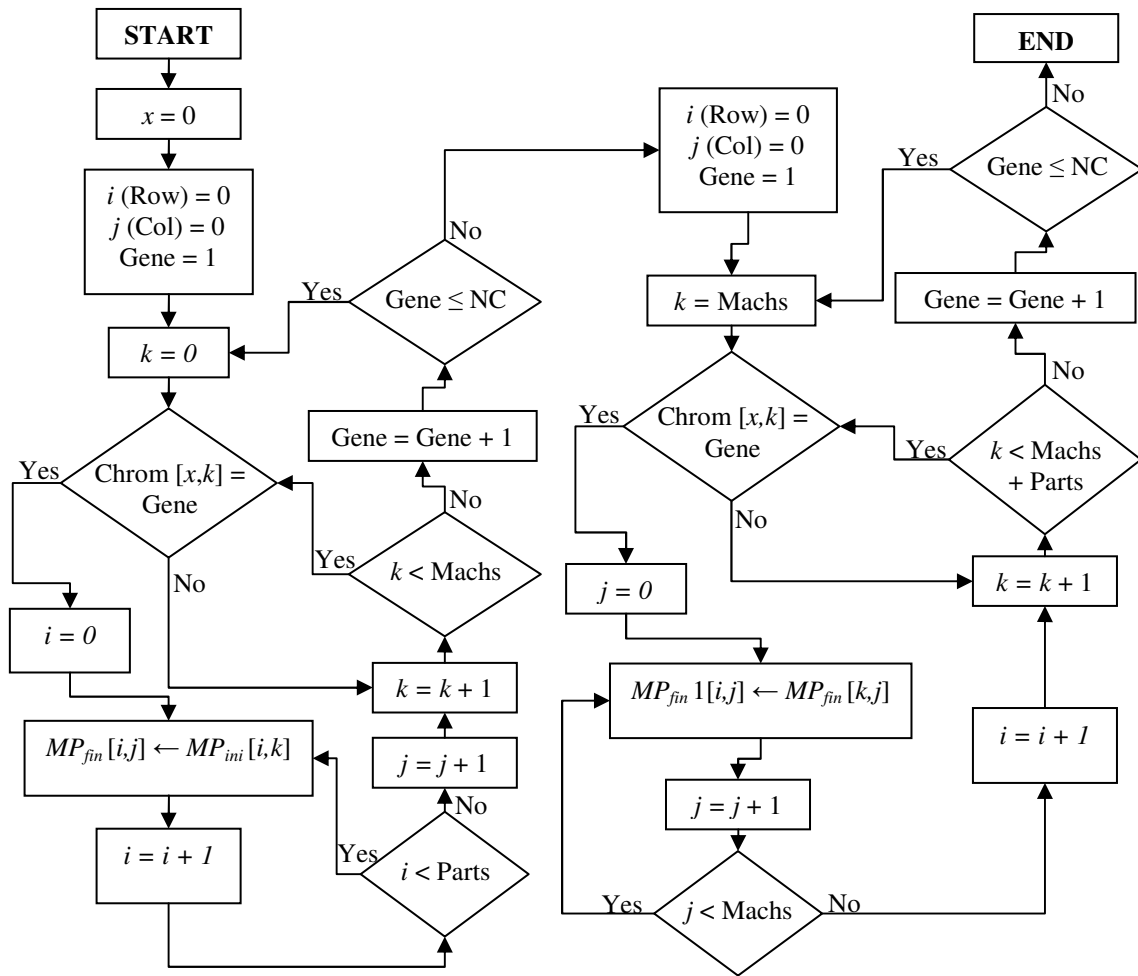 START
x = 0
i (Row) = 0
j (Col) = 0
Gene = 1
k = 0
Chrom [x,k] =
Gene
Yes
No
i = 0
MPfin [i,j] ← MPini [i,k]
i = i + 1
i < Parts
Yes
No
j = j + 1
k = k + 1
k < Machs
Yes
No
Gene = Gene + 1
Gene ≤ NC
Yes
No
i (Row) = 0
j (Col) = 0
Gene = 1
k = Machs
Chrom [x,k] =
Gene
Yes
No
j = 0
MPfin 1[i,j] ← MPfin [k,j]
j = j + 1
j < Machs
Yes
No
i = i + 1
k = k + 1
k < Machs
+ Parts
Yes
No
Gene = Gene + 1
Gene ≤ NC
Yes
No
END